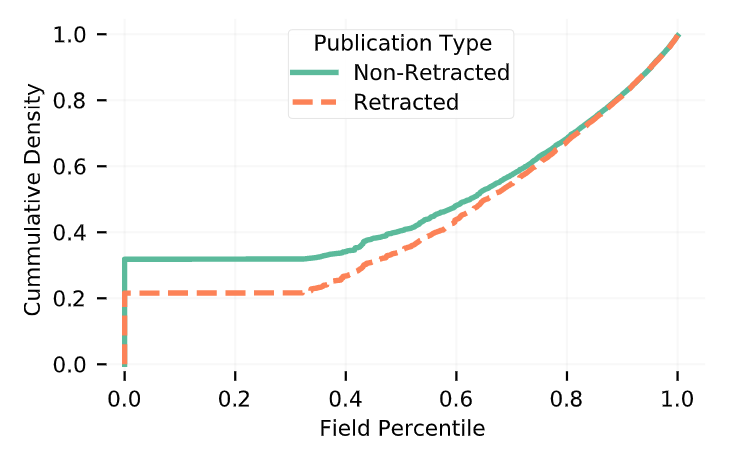 Publication Type
Non-Retracted
Retracted
1.0
0.8
0.6
0.4
0.2
0.0
Cummulative Density
0.0 0.2 0.4 0.6 0.8 1.0
Field Percentile